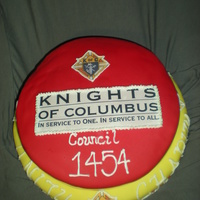 KNIGHTS
OF COLUMBUS
IN SERVICE TO ONE. IN SERVICE TO ALL.
Council
1454